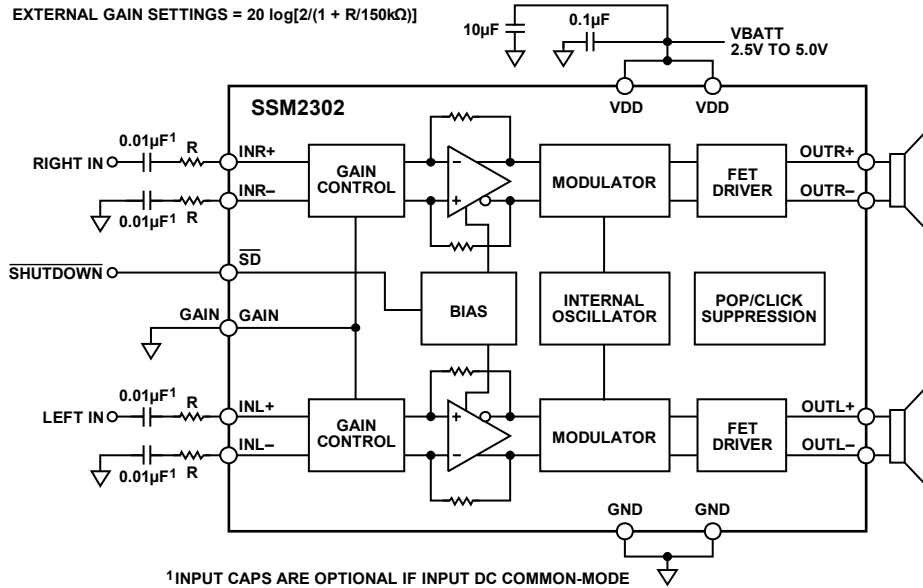 EXTERNAL GAIN SETTINGS = 20 log[2/(1 + R/150kΩ)]
10µF
0.1µF
VBATT
2.5V TO 5.0V
VDD
VDD
SSM2302
0.01µF1
RIGHT IN
R
INR+
GAIN
CONTROL
MODULATOR
FET
DRIVER
OUTR+
INR–
OUTR–
0.01µF1
R
SHUTDOWN
SD
BIAS
INTERNAL
OSCILLATOR
POP/CLICK
SUPPRESSION
GAIN
GAIN
0.01µF1
LEFT IN
R
INL+
GAIN
CONTROL
MODULATOR
FET
DRIVER
OUTL+
INL–
OUTL–
0.01µF1
R
GND
GND
1INPUT CAPS ARE OPTIONAL IF INPUT DC COMMON-MODE